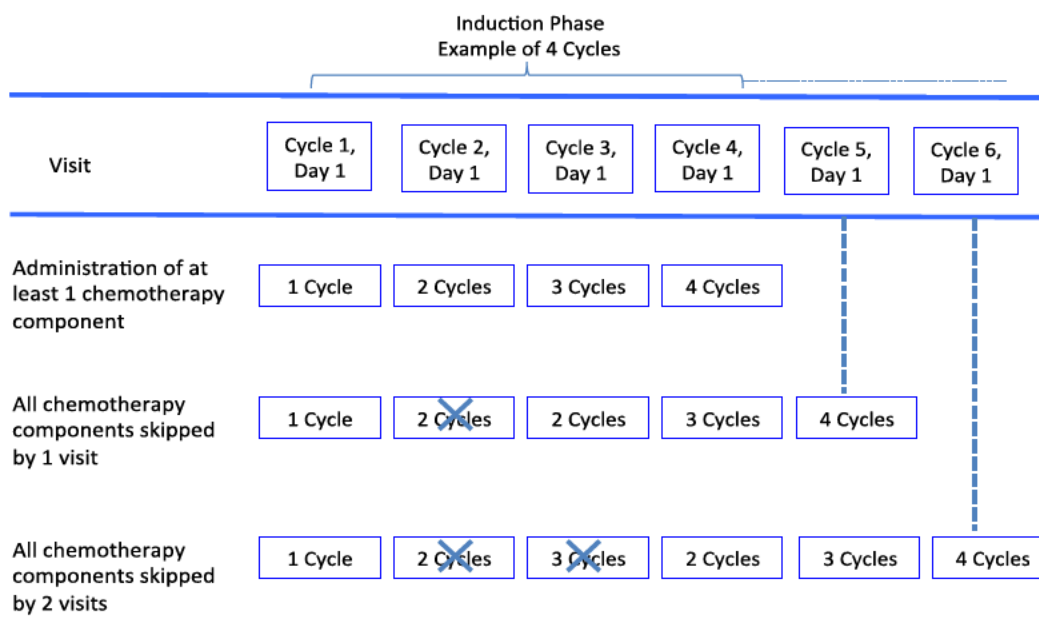 Induction Phase
Example of 4 Cycles
Visit
Cycle 1,
Day 1
Cycle 2,
Day 1
Cycle 3,
Day 1
Cycle 4,
Day 1
Cycle 5,
Day 1
Cycle 6,
Day 1
Administration of at
least 1 chemotherapy
component
1 Cycle
2 Cycles
3 Cycles
4 Cycles
All chemotherapy
components skipped
by 1 visit
1 Cycle
2 Cycles
2 Cycles
3 Cycles
4 Cycles
All chemotherapy
components skipped
by 2 visits
1 Cycle
2 Cycles
3 Cycles
2 Cycles
3 Cycles
4 Cycles